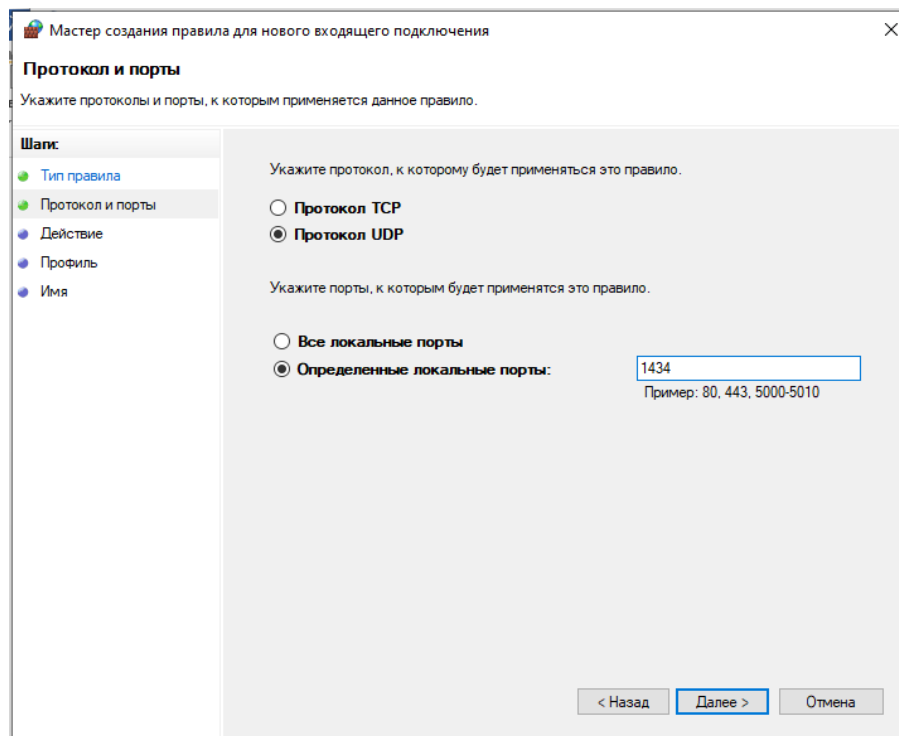 Мастер создания правила для нового входящего подключения
Протокол и порты
Укажите протоколы и порты, к которым применяется данное правило.
Шаги:
Тип правила
Протокол и порты
Действие
Профиль
Имя
Укажите протокол, к которому будет применяться это правило.
Протокол TCP
Протокол UDP
Укажите порты, к которым будет применятся это правило.
Все локальные порты
Определенные локальные порты:
1434
Пример: 80, 443, 5000-5010
< Назад
Далее >
Отмена